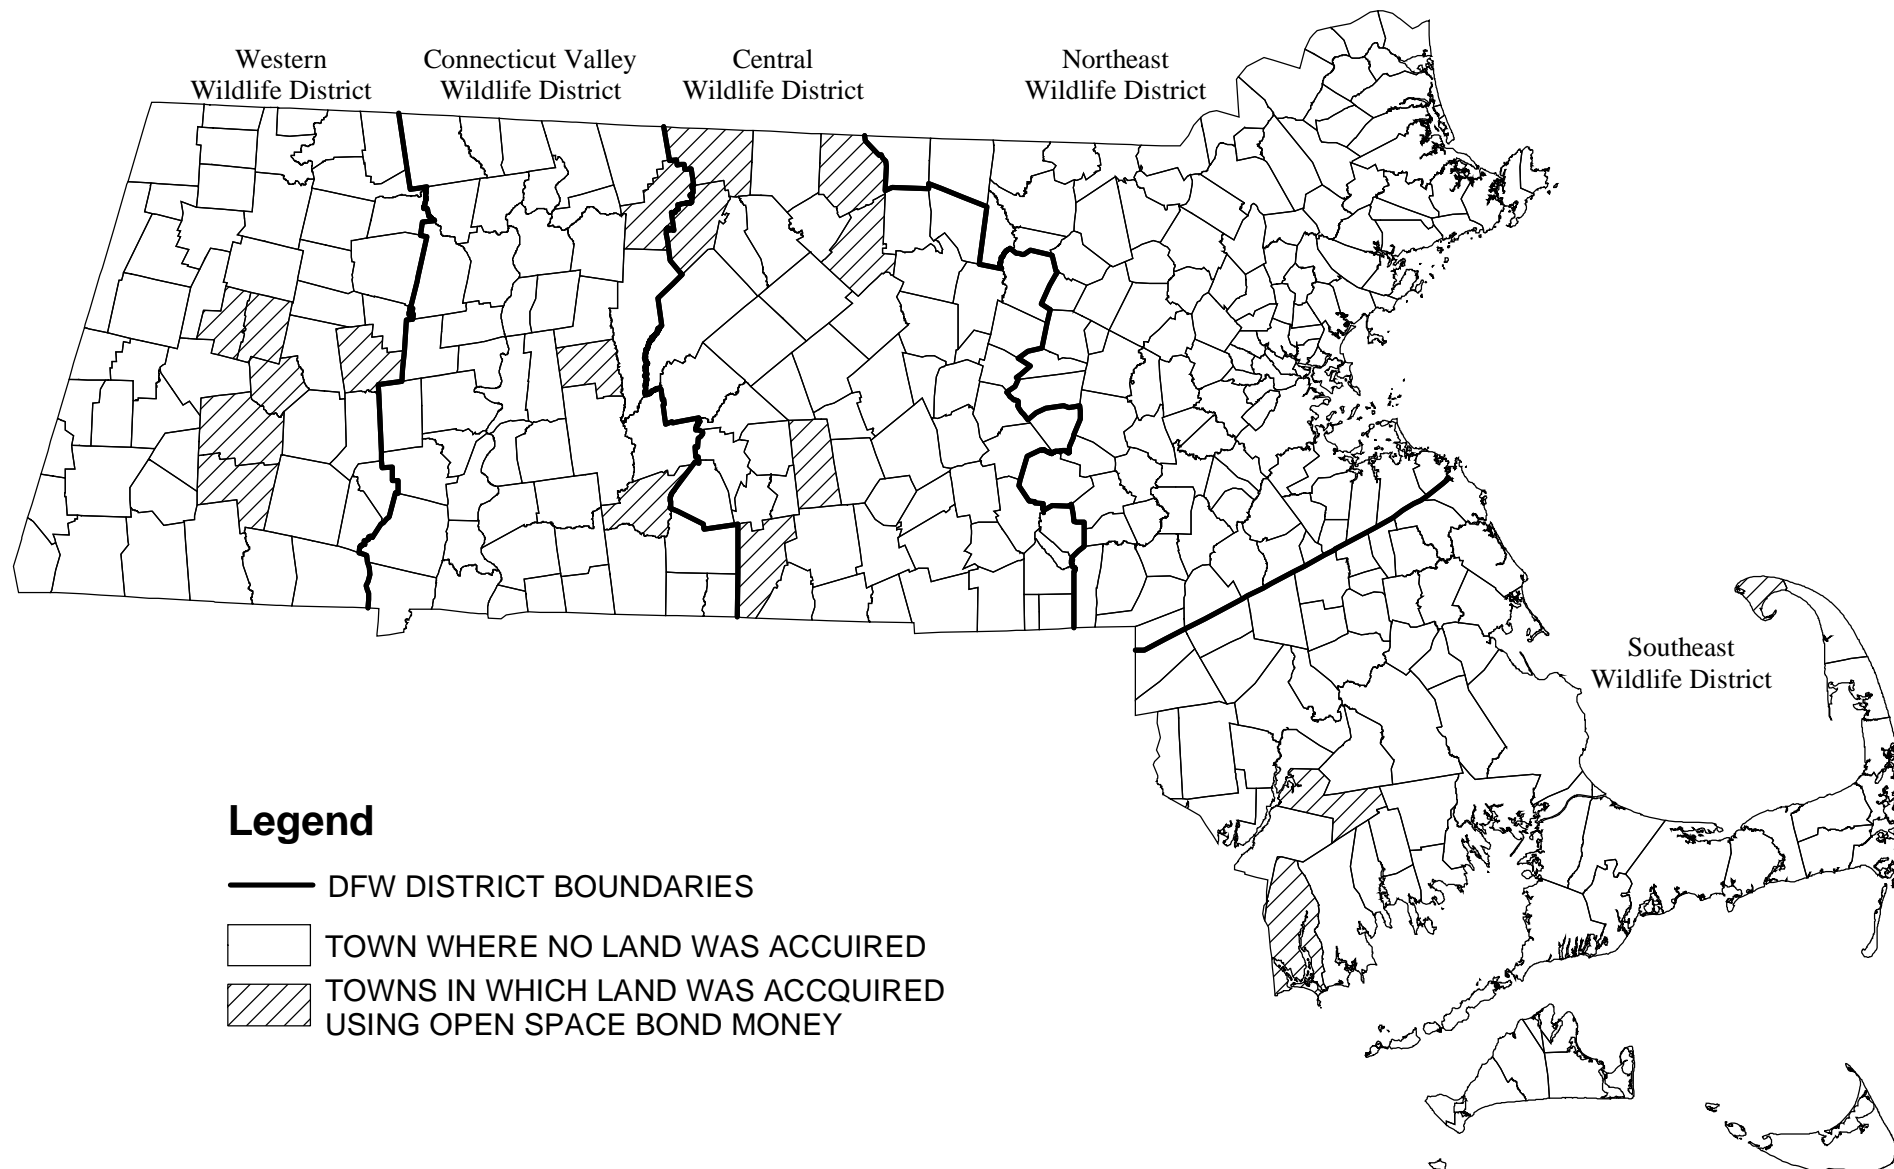 Western
Wildlife District
Connecticut Valley
Wildlife District
Central
Wildlife District
Northeast
Wildlife District
Southeast
Wildlife District
Legend
DFW DISTRICT BOUNDARIES
TOWN WHERE NO LAND WAS ACCUIRED
TOWNS IN WHICH LAND WAS ACCQUIRED
USING OPEN SPACE BOND MONEY